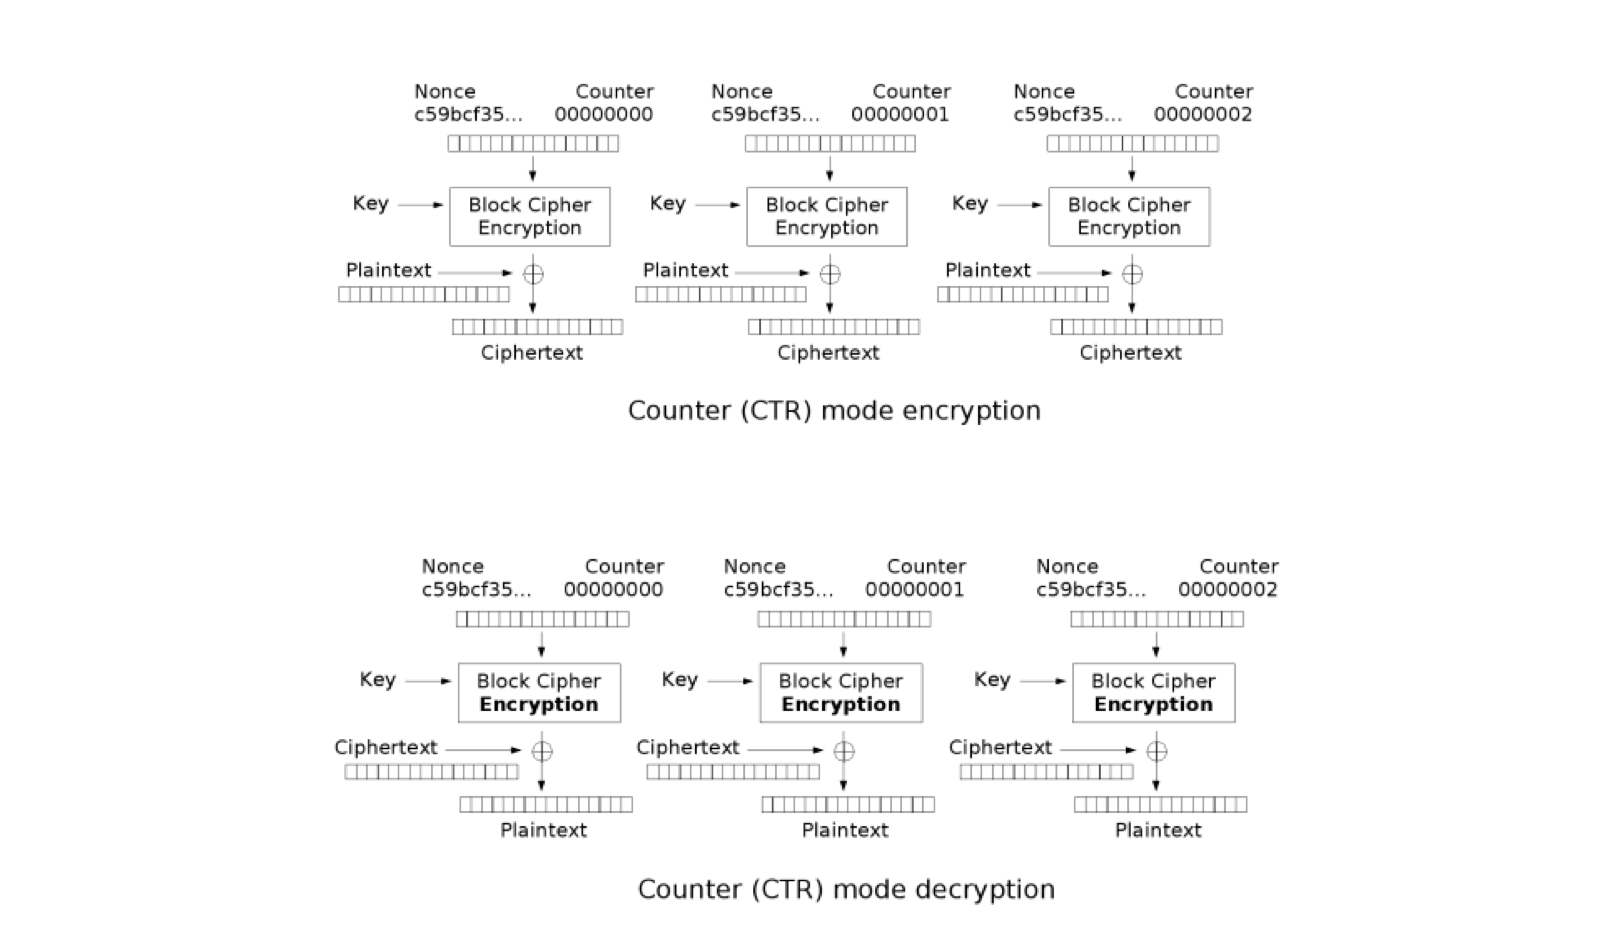 Nonce Counter Nonce Counter Nonce Counter
c59bcf35... 00000000 c59bcf35... 00000001 c59bcf35... 00000002
Key Block Cipher Key Block Cipher Key Block Cipher
Encryption Encryption Encryption
Plaintext Plaintext Plaintext
Ciphertext Ciphertext Ciphertext
Counter (CTR) mode encryption
Nonce Counter Nonce Counter Nonce Counter
c59bcf35... 00000000 c59bcf35... 00000001 c59bcf35... 00000002
Key Block Cipher Key Block Cipher Key Block Cipher
Encryption Encryption Encryption
Ciphertext Ciphertext Ciphertext
Plaintext Plaintext Plaintext
Counter (CTR) mode decryption